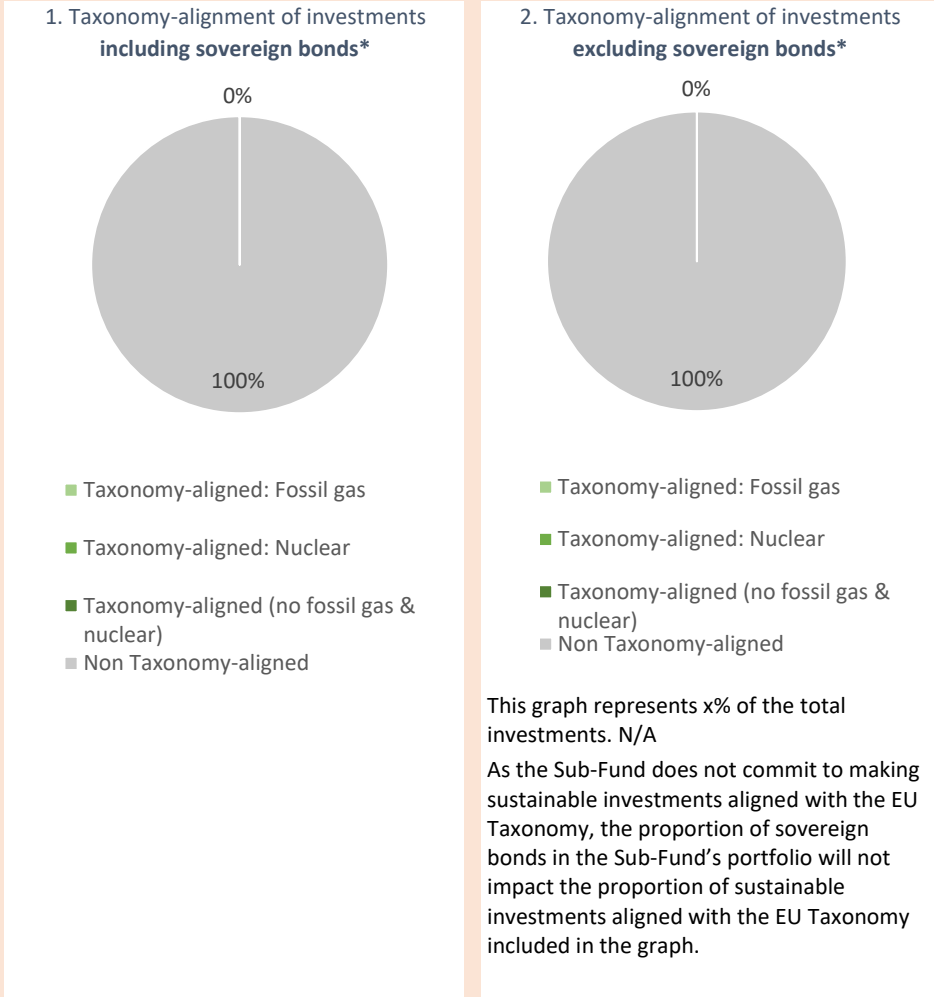 1. Taxonomy-alignment of investments
including sovereign bonds*
0%
100%
Taxonomy-aligned: Fossil gas
Taxonomy-aligned: Nuclear
Taxonomy-aligned (no fossil gas &
nuclear)
Non Taxonomy-aligned
2. Taxonomy-alignment of investments
excluding sovereign bonds*
0%
100%
Taxonomy-aligned: Fossil gas
Taxonomy-aligned: Nuclear
Taxonomy-aligned (no fossil gas &
nuclear)
Non Taxonomy-aligned
This graph represents x% of the total
investments. N/A
As the Sub-Fund does not commit to making
sustainable investments aligned with the EU
Taxonomy, the proportion of sovereign
bonds in the Sub-Fund’s portfolio will not
impact the proportion of sustainable
investments aligned with the EU Taxonomy
included in the graph.